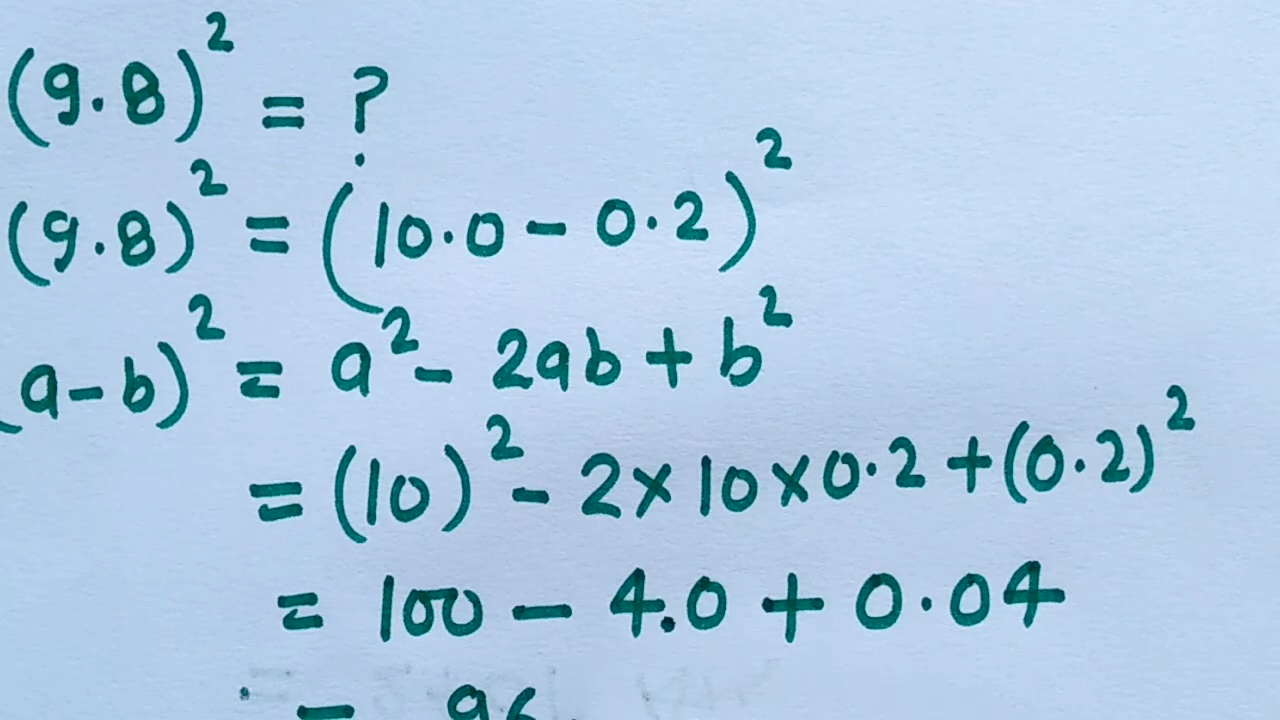 (9.8)² = ?
(9.8)² = (10.0 - 0.2)²
(a-b)² = a² - 2ab + b²
= (10)² - 2×10×0.2 + (0.2)²
= 100 - 4.0 + 0.04
= 96.